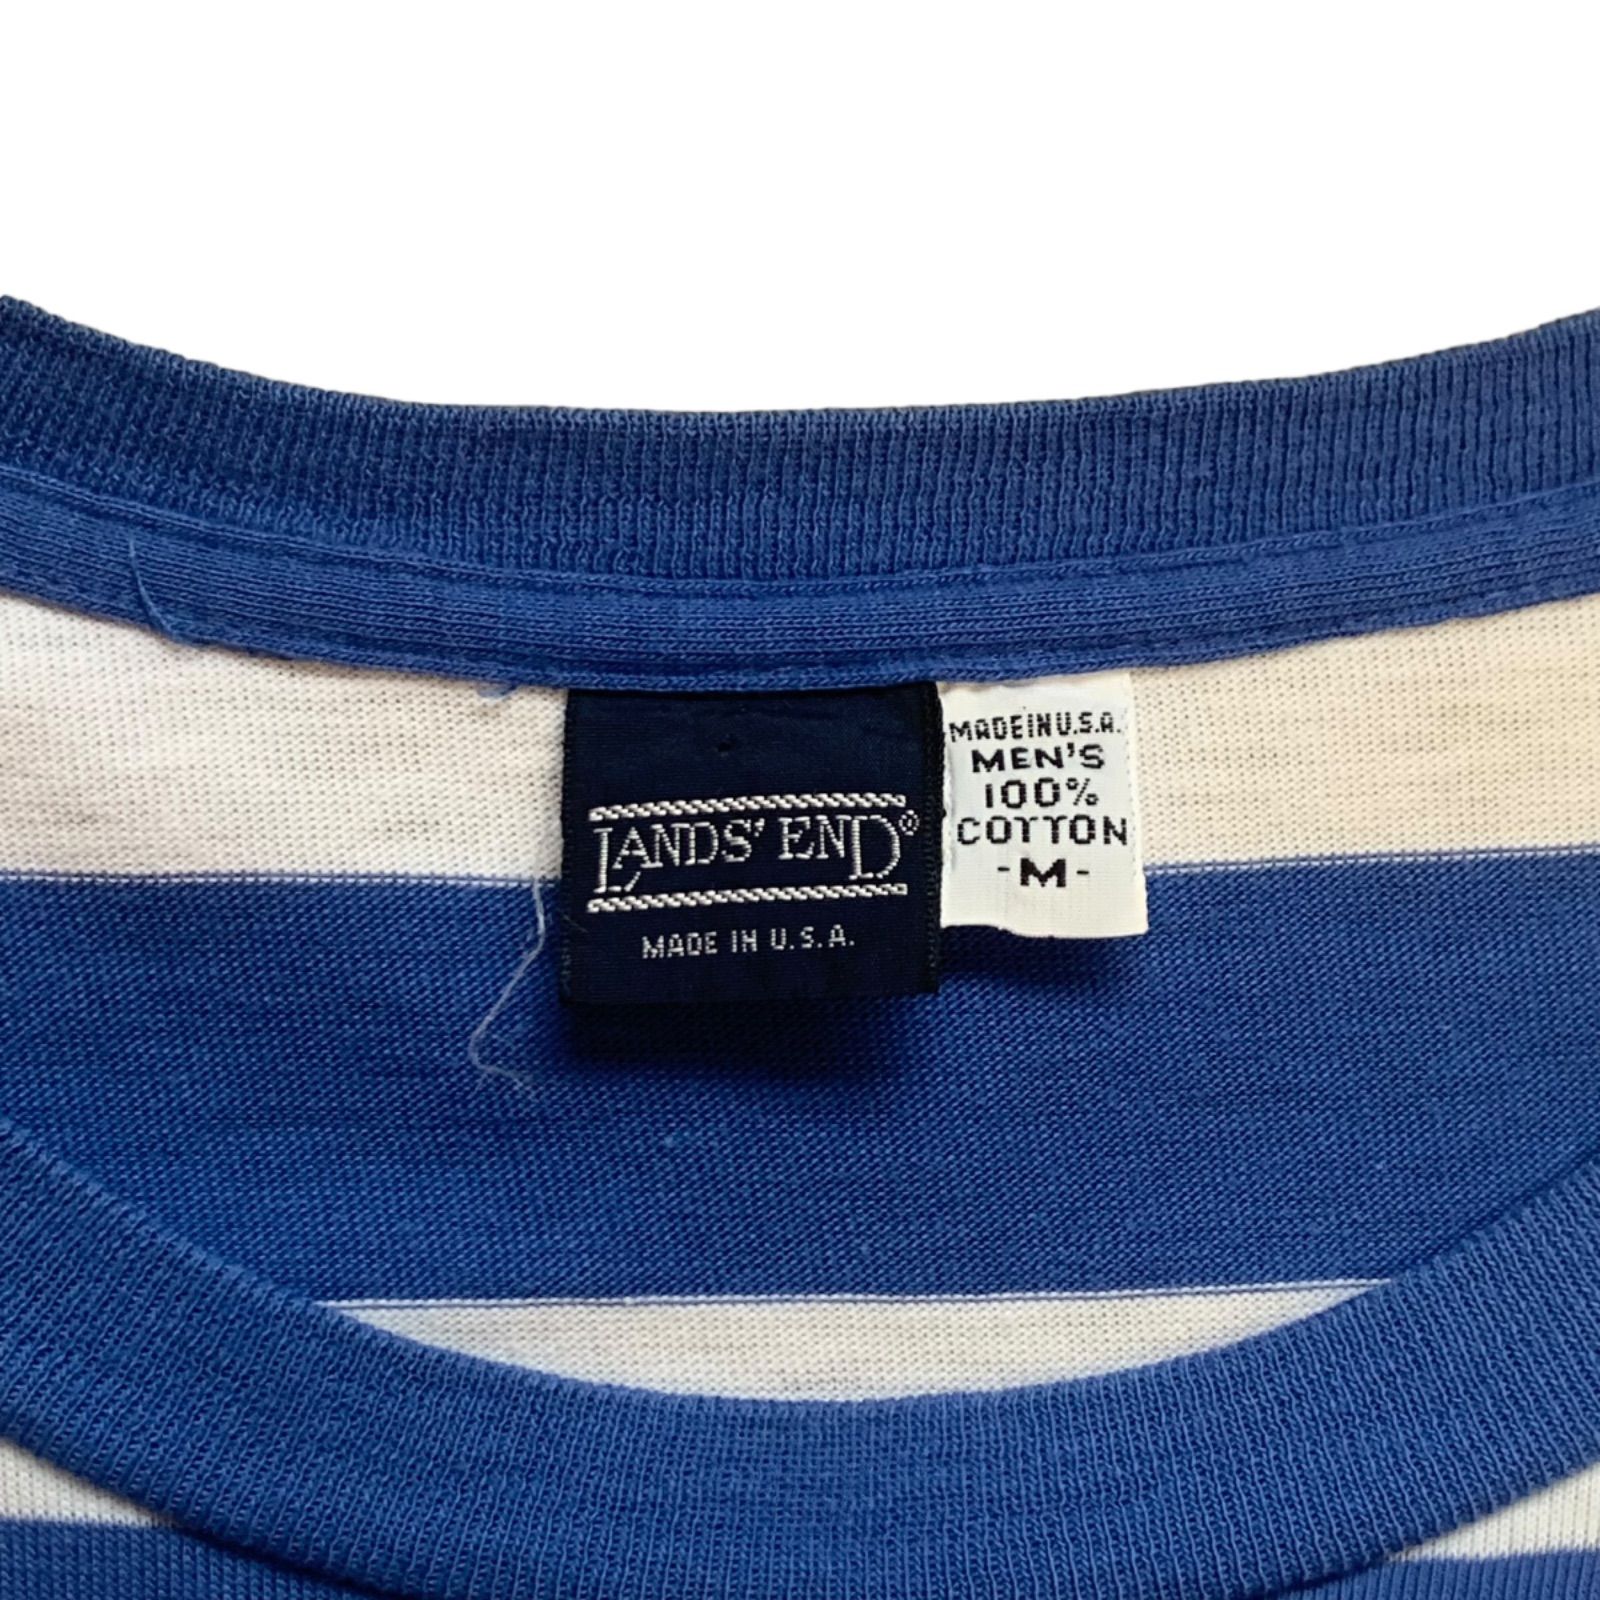 LANDS' END®
MADE IN U.S.A.
MADE IN U.S.A.
MEN'S
100%
COTTON
-M-